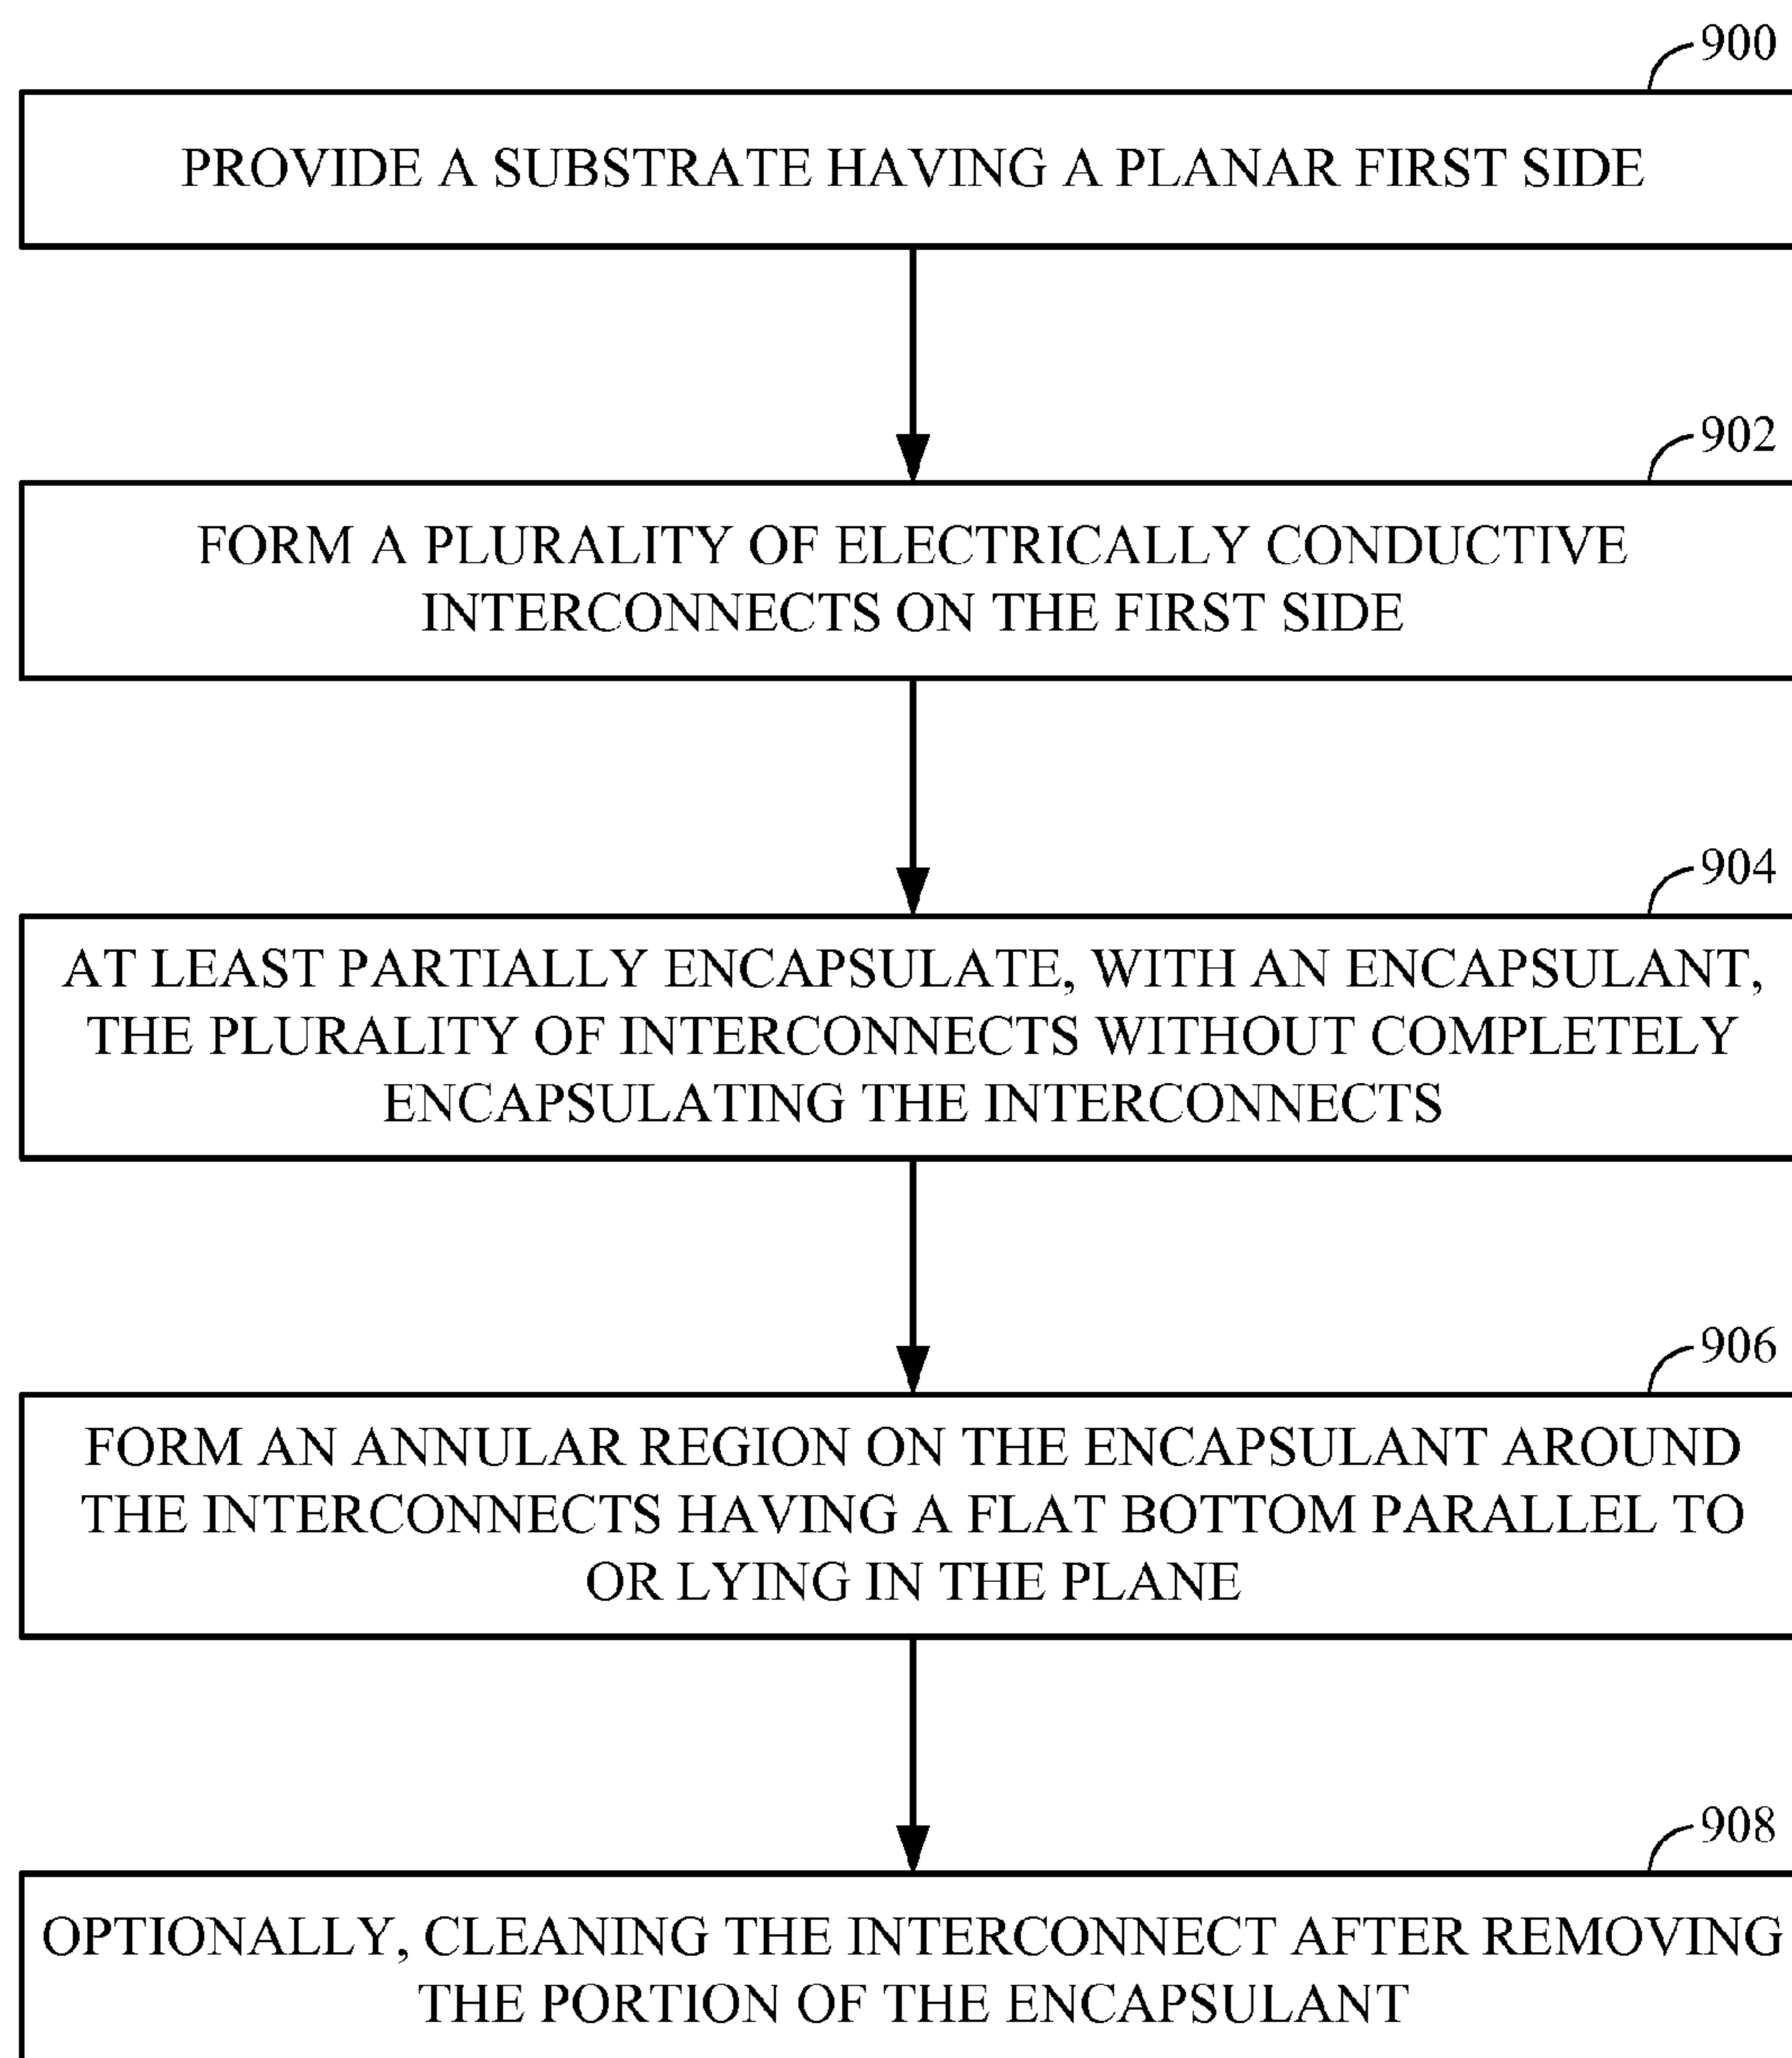 900
PROVIDE A SUBSTRATE HAVING A PLANAR FIRST SIDE
902
FORM A PLURALITY OF ELECTRICALLY CONDUCTIVE
INTERCONNECTS ON THE FIRST SIDE
904
AT LEAST PARTIALLY ENCAPSULATE, WITH AN ENCAPSULANT,
THE PLURALITY OF INTERCONNECTS WITHOUT COMPLETELY
ENCAPSULATING THE INTERCONNECTS
906
FORM AN ANNULAR REGION ON THE ENCAPSULANT AROUND
THE INTERCONNECTS HAVING A FLAT BOTTOM PARALLEL TO
OR LYING IN THE PLANE
908
OPTIONALLY, CLEANING THE INTERCONNECT AFTER REMOVING
THE PORTION OF THE ENCAPSULANT